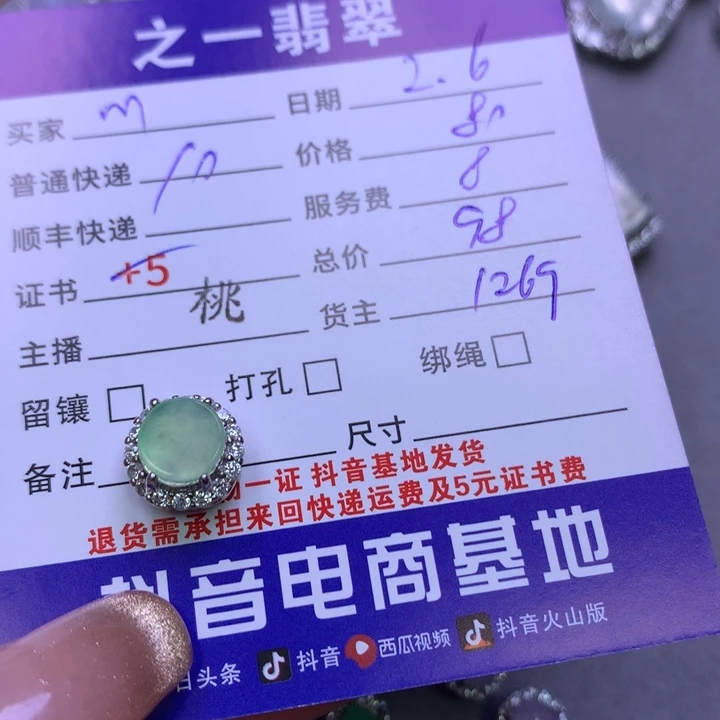 之一翡翠
买家 m 日期 2.6
普通快递 10 价格 80
顺丰快递 服务费 8
证书 +5 总价 98
主播 桃 货主 1269
留镶 打孔 绑绳
备注 尺寸
一证 抖音基地发货
退货需承担来回快递运费及5元证书费
抖音电商基地
日头条 抖音 西瓜视频 抖音火山版